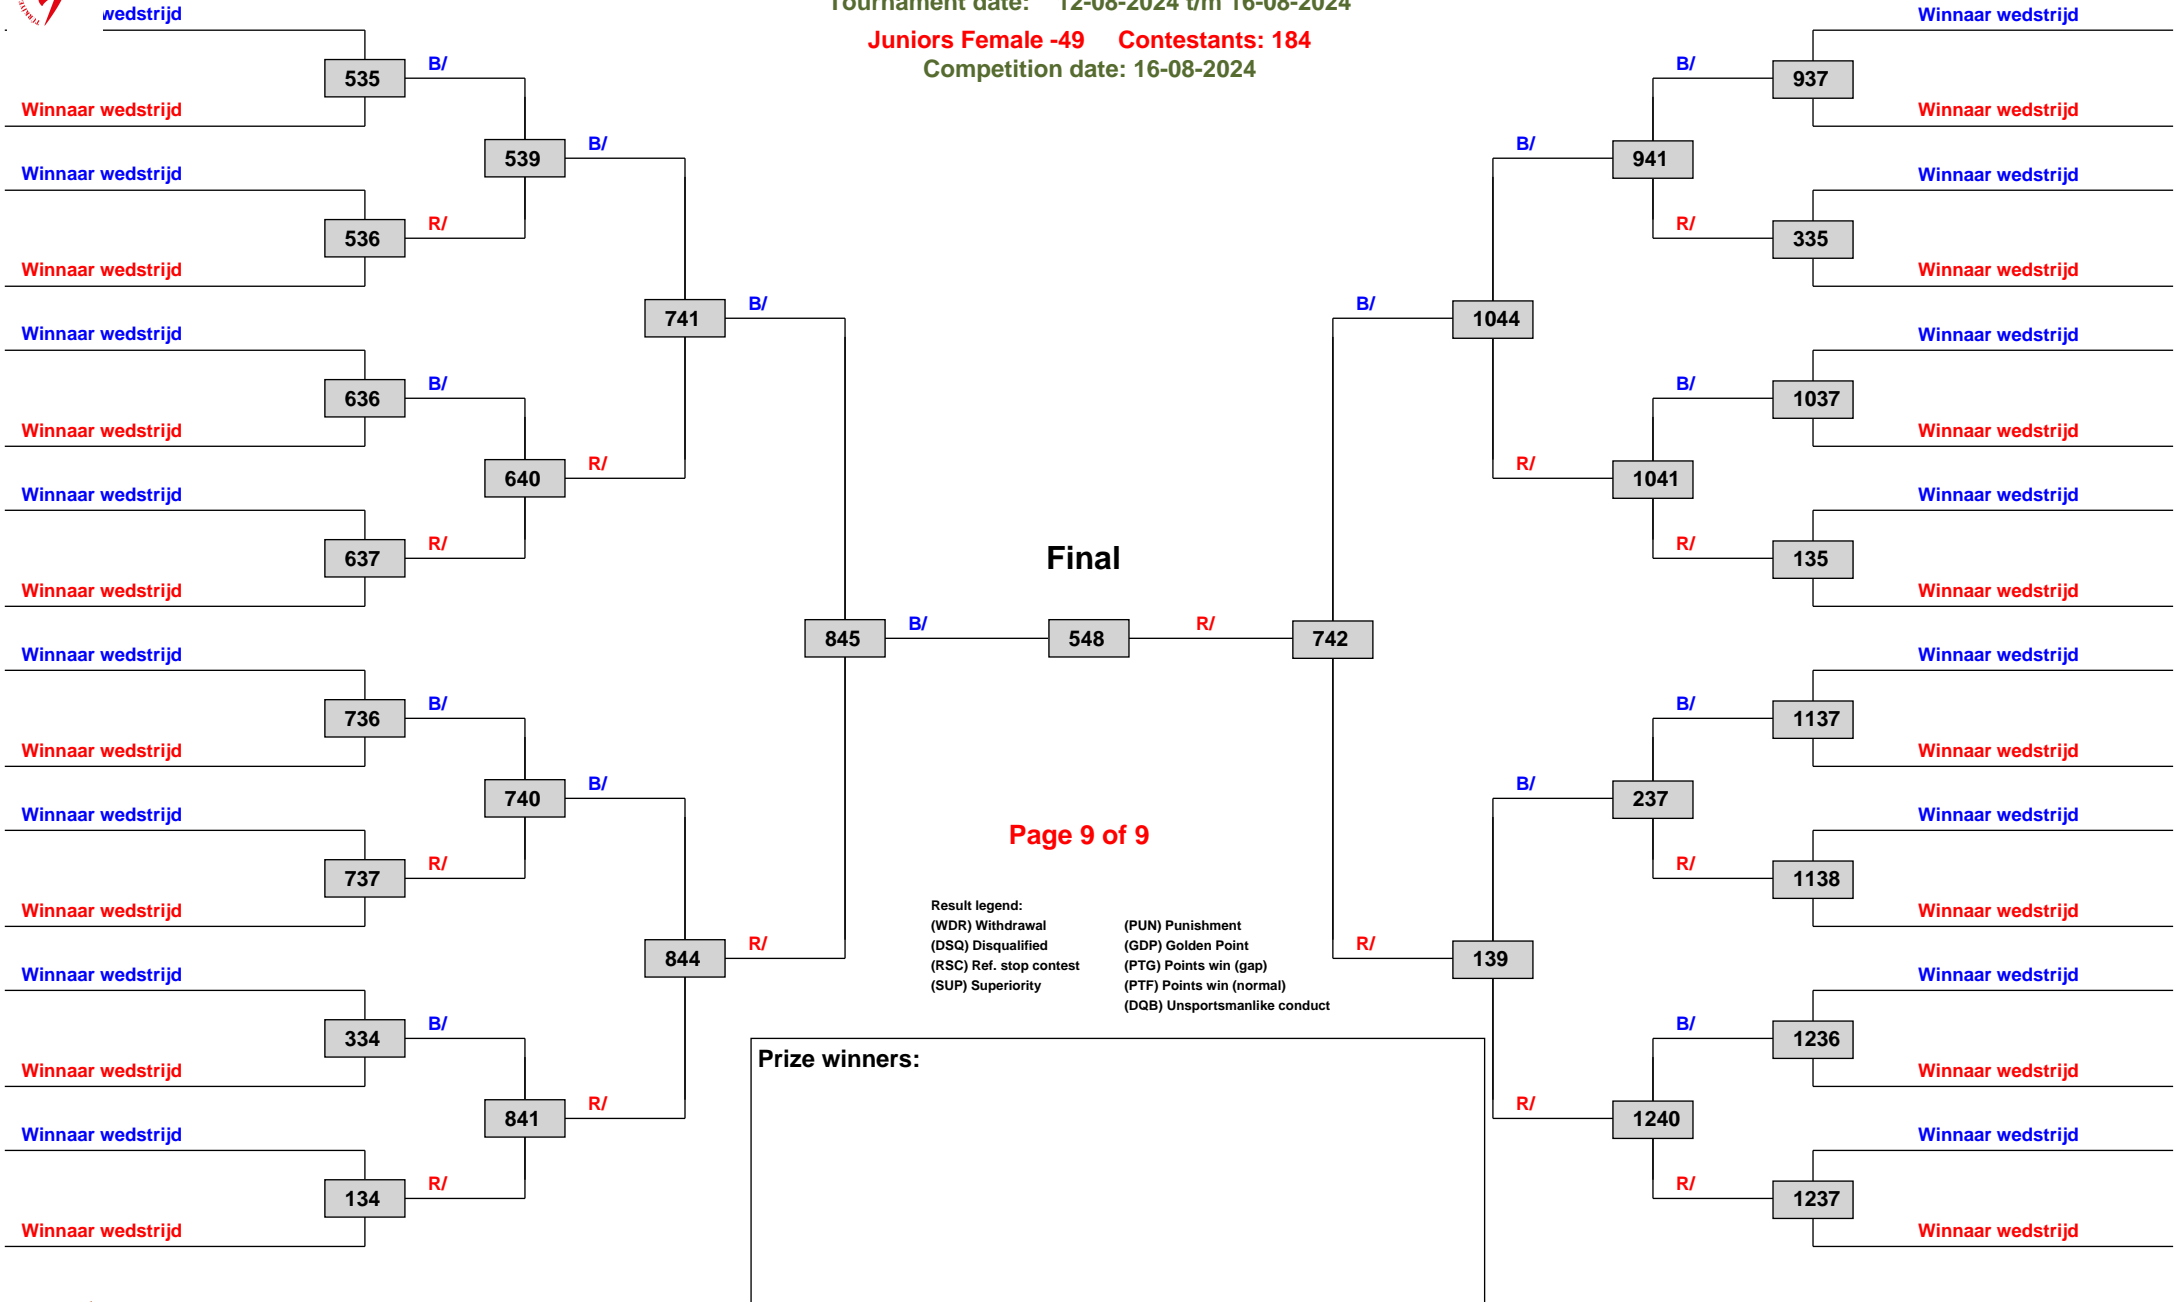 wedstrijd
Tournament date: 12-08-2024 t/m 16-08-2024
Juniors Female -49 Contestants: 184
Competition date: 16-08-2024
535
B/
Winnaar wedstrijd
539
B/
Winnaar wedstrijd
536
R/
Winnaar wedstrijd
741
B/
Winnaar wedstrijd
636
B/
Winnaar wedstrijd
640
R/
Winnaar wedstrijd
637
R/
Winnaar wedstrijd
845
B/
Winnaar wedstrijd
736
B/
Winnaar wedstrijd
740
B/
Winnaar wedstrijd
737
R/
Winnaar wedstrijd
844
R/
Winnaar wedstrijd
334
B/
Winnaar wedstrijd
841
R/
Winnaar wedstrijd
134
R/
Winnaar wedstrijd
Final
548
R/
742
Page 9 of 9
Result legend:
(WDR) Withdrawal
(DSQ) Disqualified
(RSC) Ref. stop contest
(SUP) Superiority
(PUN) Punishment
(GDP) Golden Point
(PTG) Points win (gap)
(PTF) Points win (normal)
(DQB) Unsportsmanlike conduct
Prize winners:
Winnaar wedstrijd
B/
937
Winnaar wedstrijd
B/
941
Winnaar wedstrijd
R/
335
Winnaar wedstrijd
B/
1044
Winnaar wedstrijd
B/
1037
Winnaar wedstrijd
R/
1041
Winnaar wedstrijd
R/
135
Winnaar wedstrijd
Winnaar wedstrijd
B/
1137
Winnaar wedstrijd
B/
237
Winnaar wedstrijd
R/
1138
Winnaar wedstrijd
R/
139
Winnaar wedstrijd
B/
1236
Winnaar wedstrijd
R/
1240
Winnaar wedstrijd
R/
1237
Winnaar wedstrijd